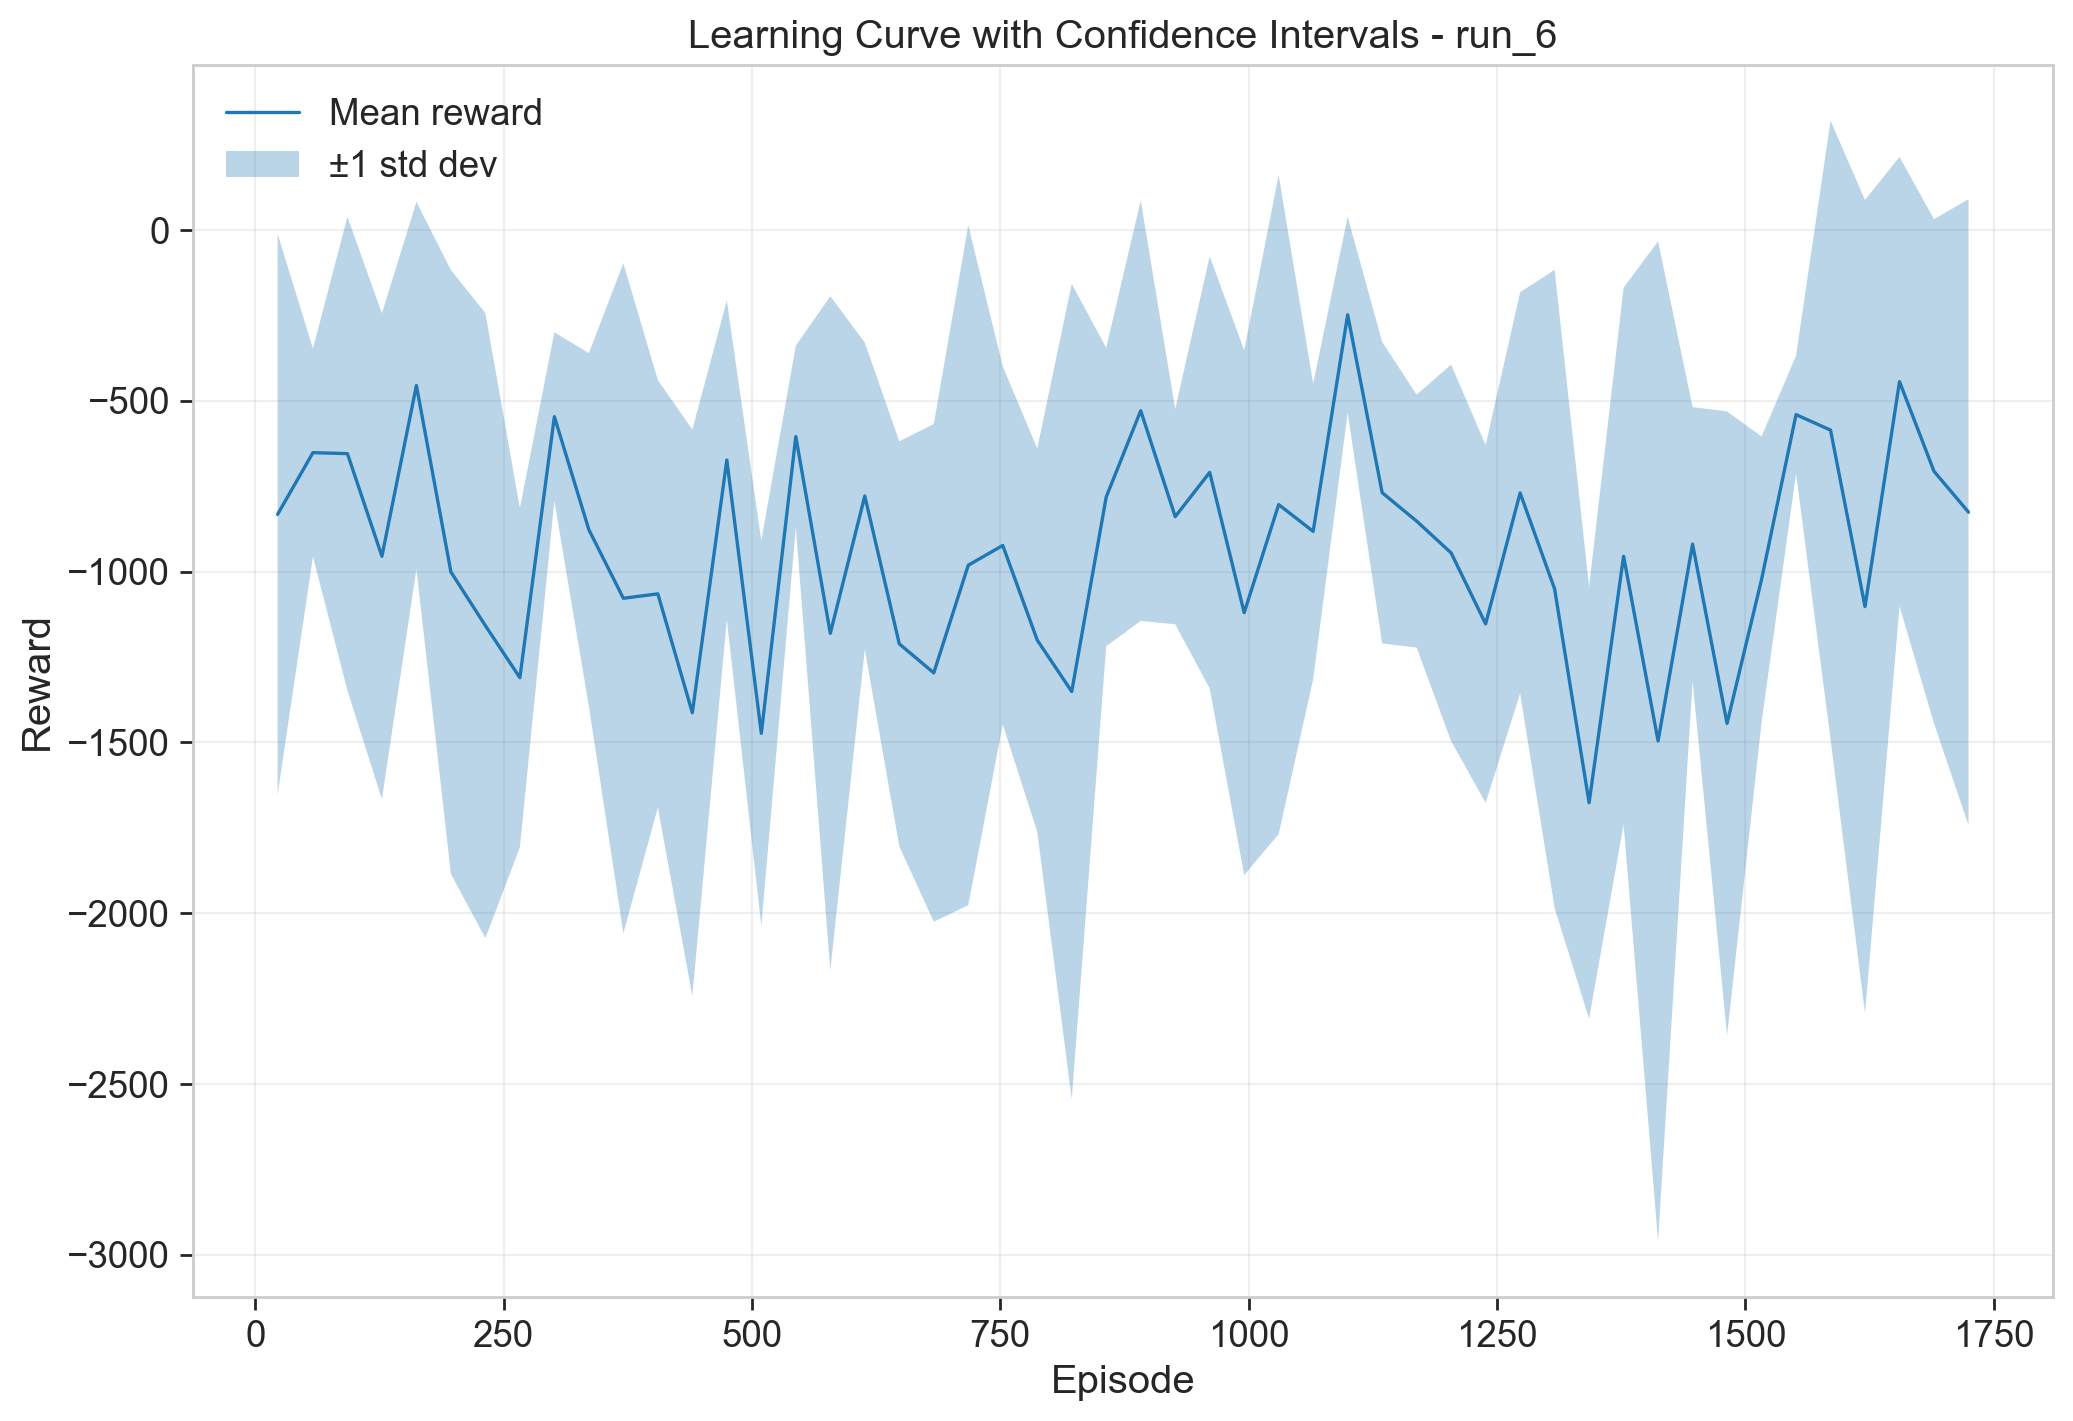 Learning Curve with Confidence Intervals - run_6
Mean reward
±1 std dev
0
−500
−1000
−1500
−2000
−2500
−3000
Reward
0 250 500 750 1000 1250 1500 1750
Episode